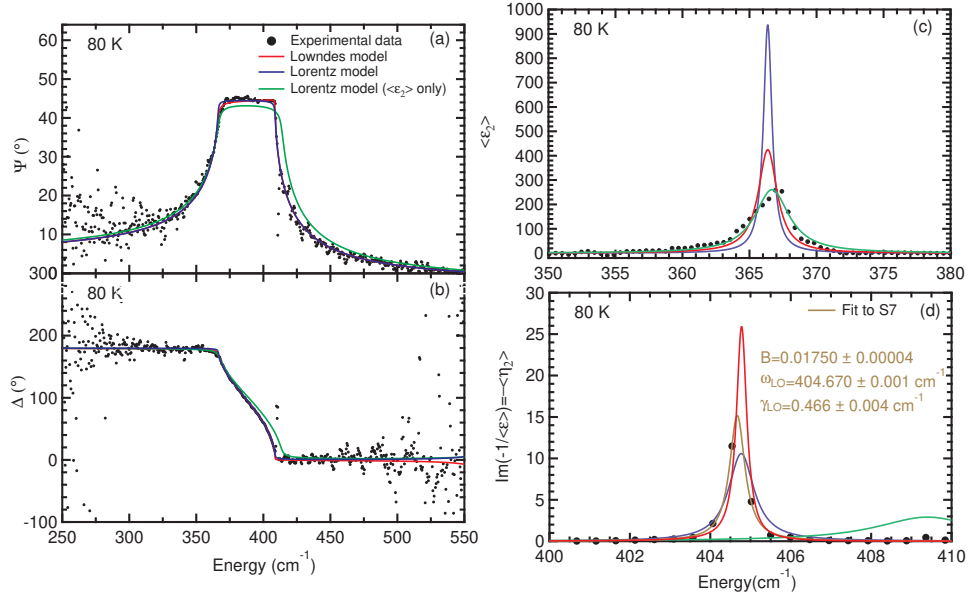 80 K
(a)
Experimental data
Lowndes model
Lorentz model
Lorentz model (<ε₂> only)
60
50
40
30
20
10
300
Ψ (°)
80 K
(b)
200
100
0
-100
Δ (°)
250 300 350 400 450 500 550
Energy (cm⁻¹)
80 K
(c)
1000
900
800
700
600
500
400
300
200
100
0
<ε₂>
350 355 360 365 370 375 380
80 K
Fit to S7
(d)
B=0.01750 ± 0.00004
ω_LO=404.670 ± 0.001 cm⁻¹
γ_LO=0.466 ± 0.004 cm⁻¹
30
25
20
15
10
5
0
Im(-1/<ε>)=-<η₂>
400 402 404 406 408 410
Energy(cm⁻¹)